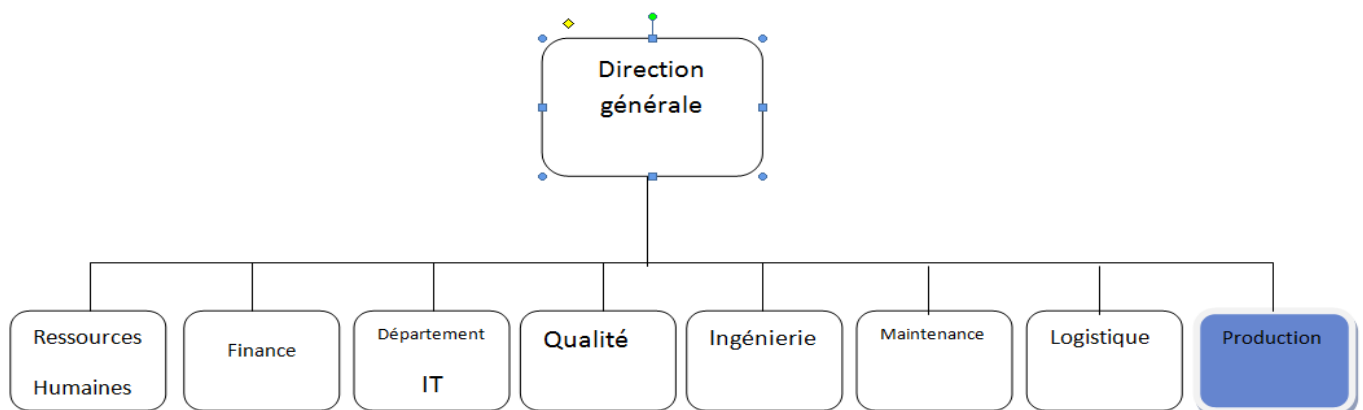 Direction
générale
Ressources
Humaines
Finance
Département
IT
Qualité
Ingénierie
Maintenance
Logistique
Production